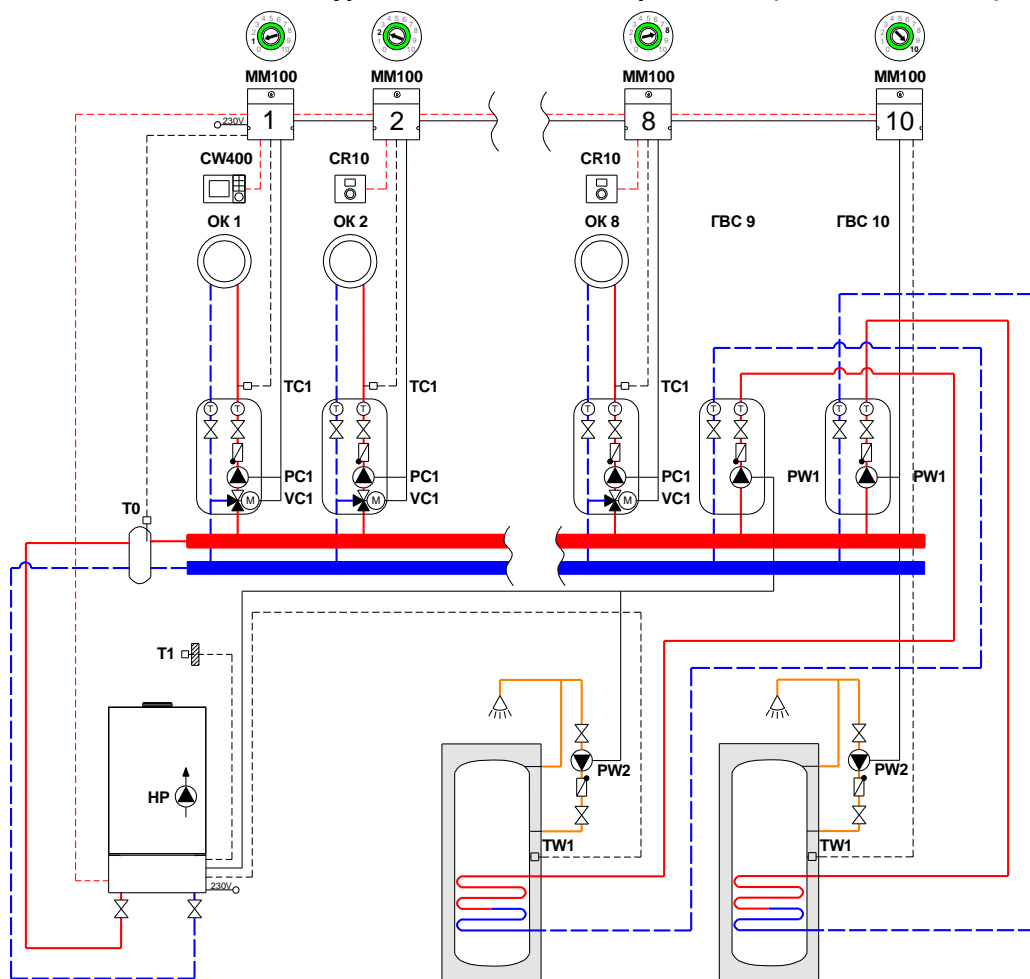 MM100
MM100
MM100
MM100
1
2
8
10
230V
CW400
CR10
CR10
ОК 1
ОК 2
ОК 8
ГВС 9
ГВС 10
TC1
TC1
TC1
T T T T T T T T T T
PC1
PC1
PC1
PW1
PW1
M
VC1
M
VC1
M
VC1
T0
T1
HP
230V
PW2
PW2
TW1
TW1